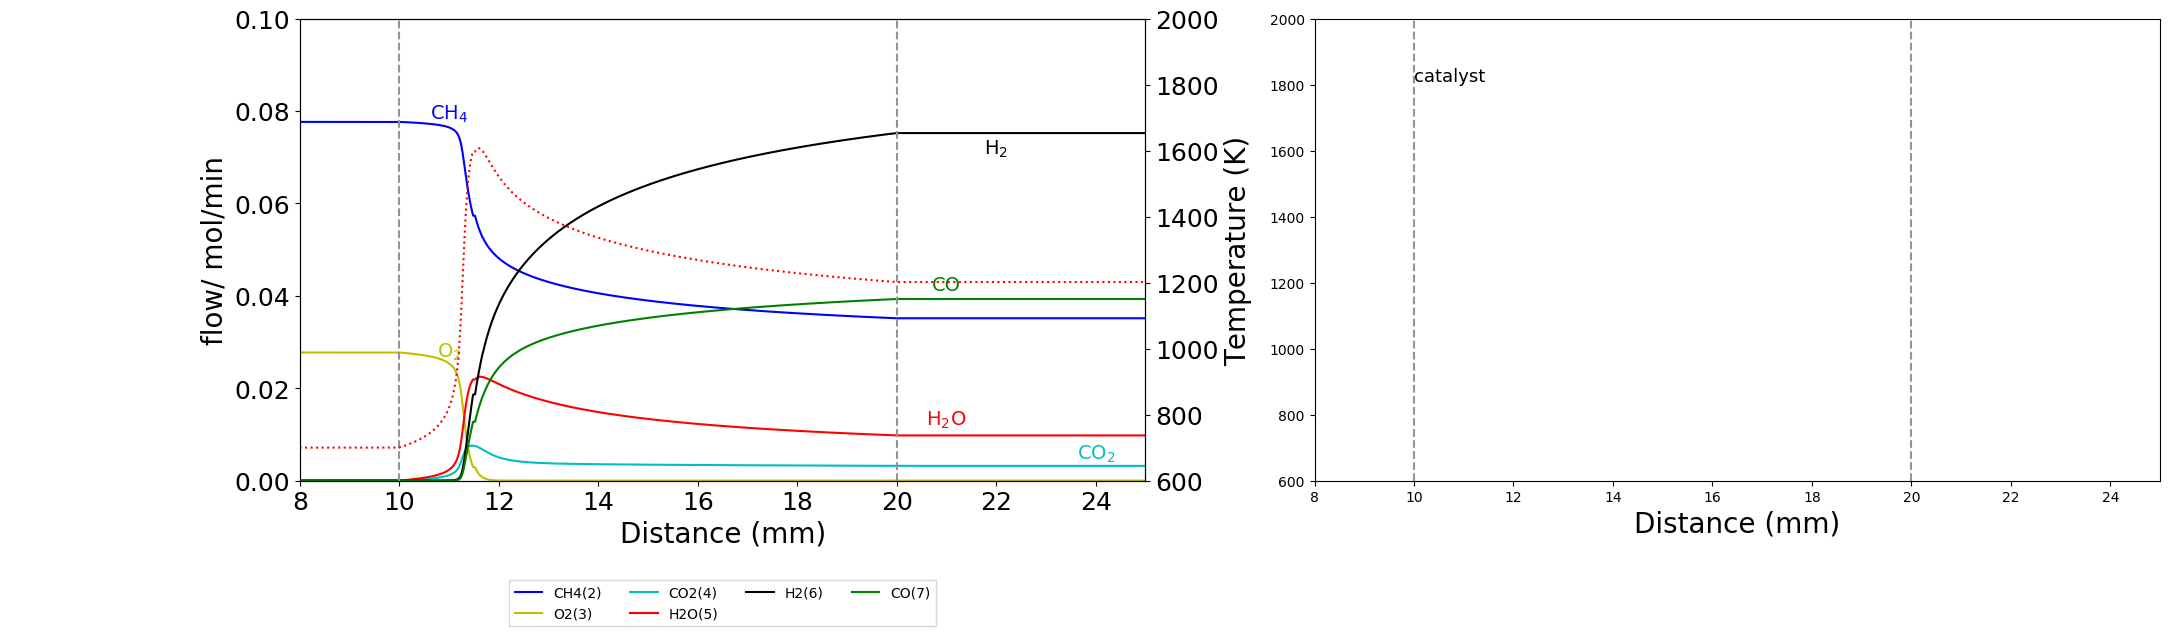 0.10
0.08
0.06
0.04
0.02
0.00
flow/ mol/min
CH₄
O₂
H₂
CO
H₂O
CO₂
8 10 12 14 16 18 20 22 24
Distance (mm)
2000
1800
1600
1400
1200
1000
800
600
Temperature (K)
CH4(2) CO2(4) H2(6) CO(7)
O2(3) H2O(5)
2000
1800
1600
1400
1200
1000
800
600
catalyst
8 10 12 14 16 18 20 22 24
Distance (mm)